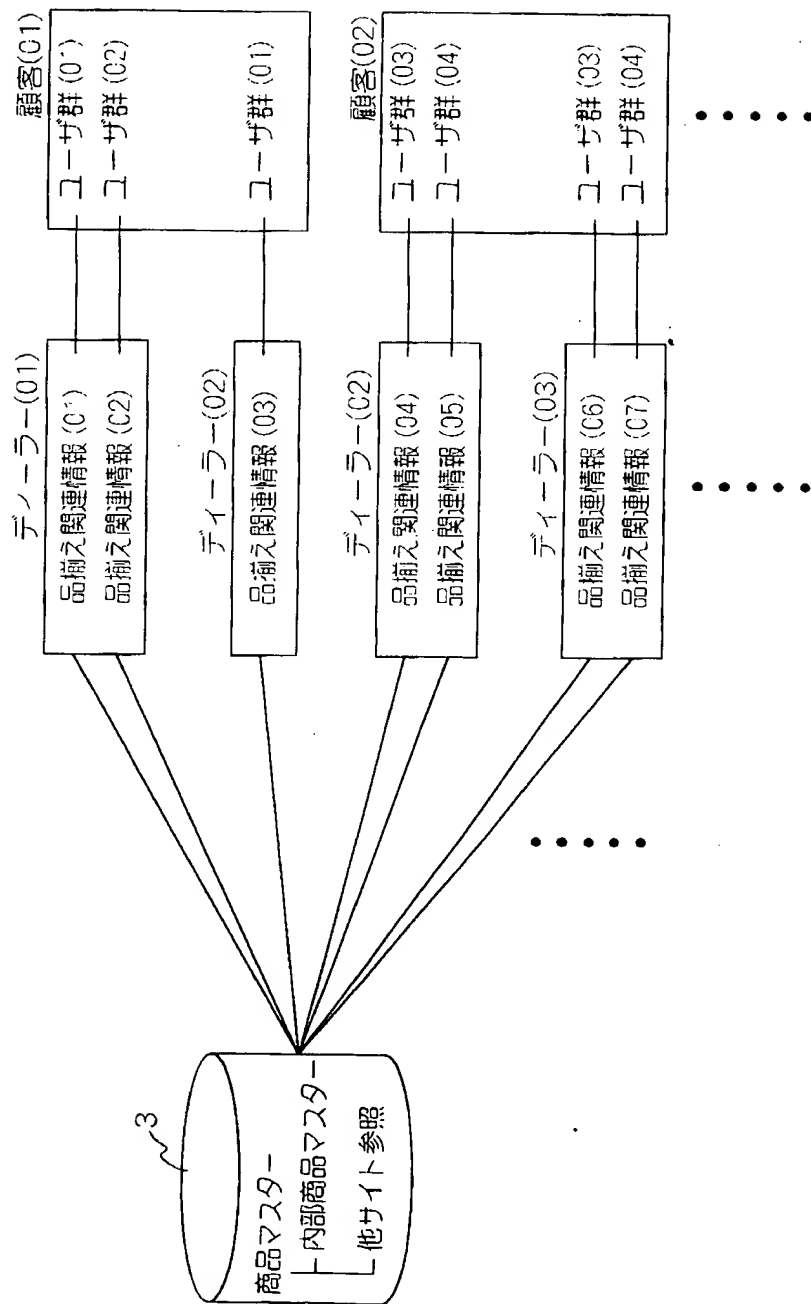 3
商品マスター
内部商品マスター
他サイト参照
ディーラー(01)
品揃え関連情報(01)
品揃え関連情報(02)
ディーラー(02)
品揃え関連情報(03)
ディーラー(02)
品揃え関連情報(04)
品揃え関連情報(05)
ディーラー(03)
品揃え関連情報(06)
品揃え関連情報(07)
顧客(01)
ユーザ群(01)
ユーザ群(02)
ユーザ群(01)
顧客(02)
ユーザ群(03)
ユーザ群(04)
ユーザ群(03)
ユーザ群(04)